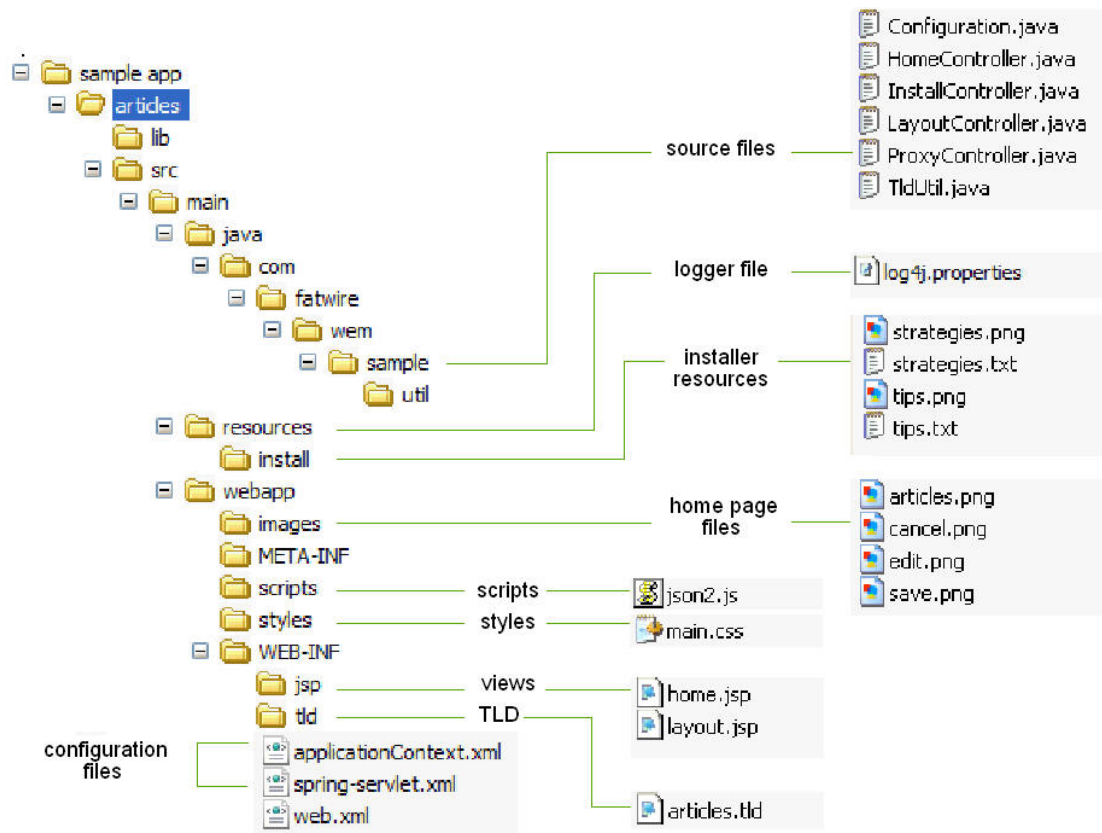 Configuration.java
HomeController.java
sample app
InstallController.java
articles
LayoutController.java
lib
source files
ProxyController.java
src
TldUtil.java
main
java
com
logger file
log4j.properties
fatwire
wem
strategies.png
sample
installer
resources
strategies.txt
util
tips.png
resources
tips.txt
install
webapp
articles.png
images
home page
files
cancel.png
META-INF
edit.png
scripts
scripts
json2.js
save.png
styles
styles
main.css
WEB-INF
jsp
views
home.jsp
tld
TLD
layout.jsp
configuration
files
applicationContext.xml
spring-servlet.xml
web.xml
articles.tld